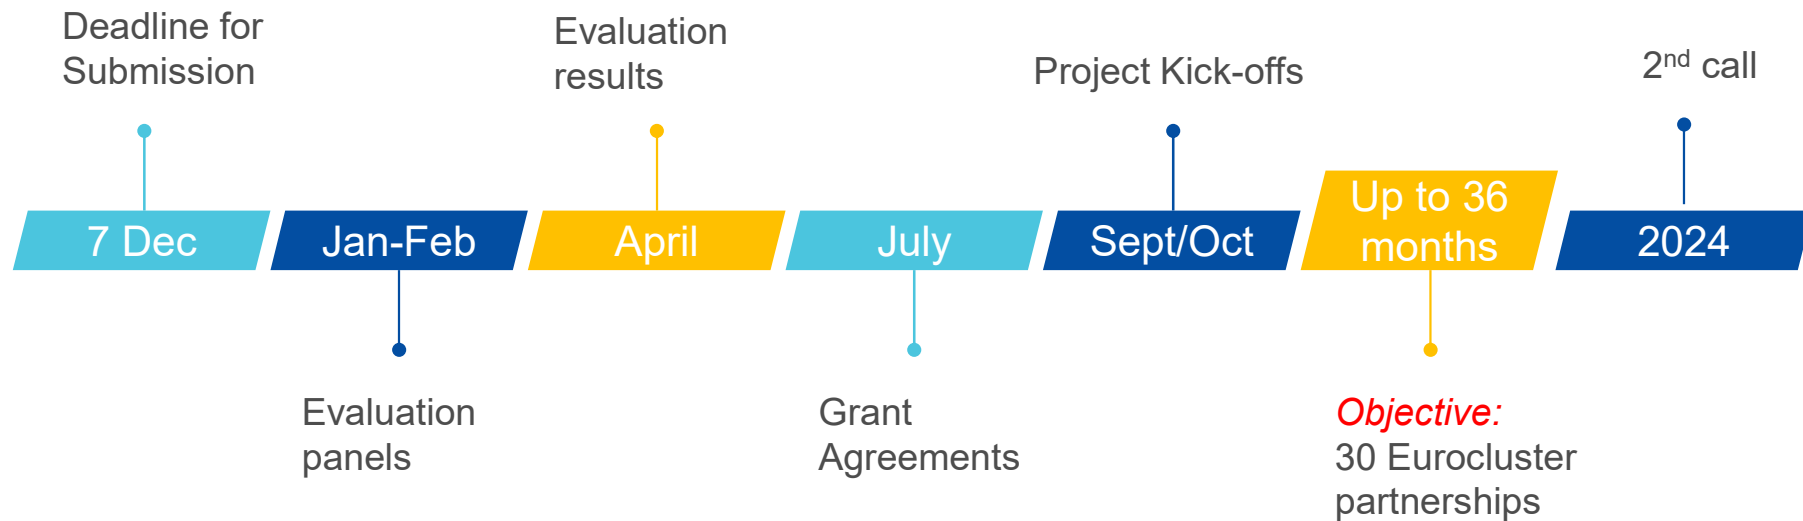 Deadline for
Submission
Evaluation
results
Project Kick-offs
2nd call
7 Dec
Jan-Feb
April
July
Sept/Oct
Up to 36
months
2024
Evaluation
panels
Grant
Agreements
Objective:
30 Eurocluster
partnerships